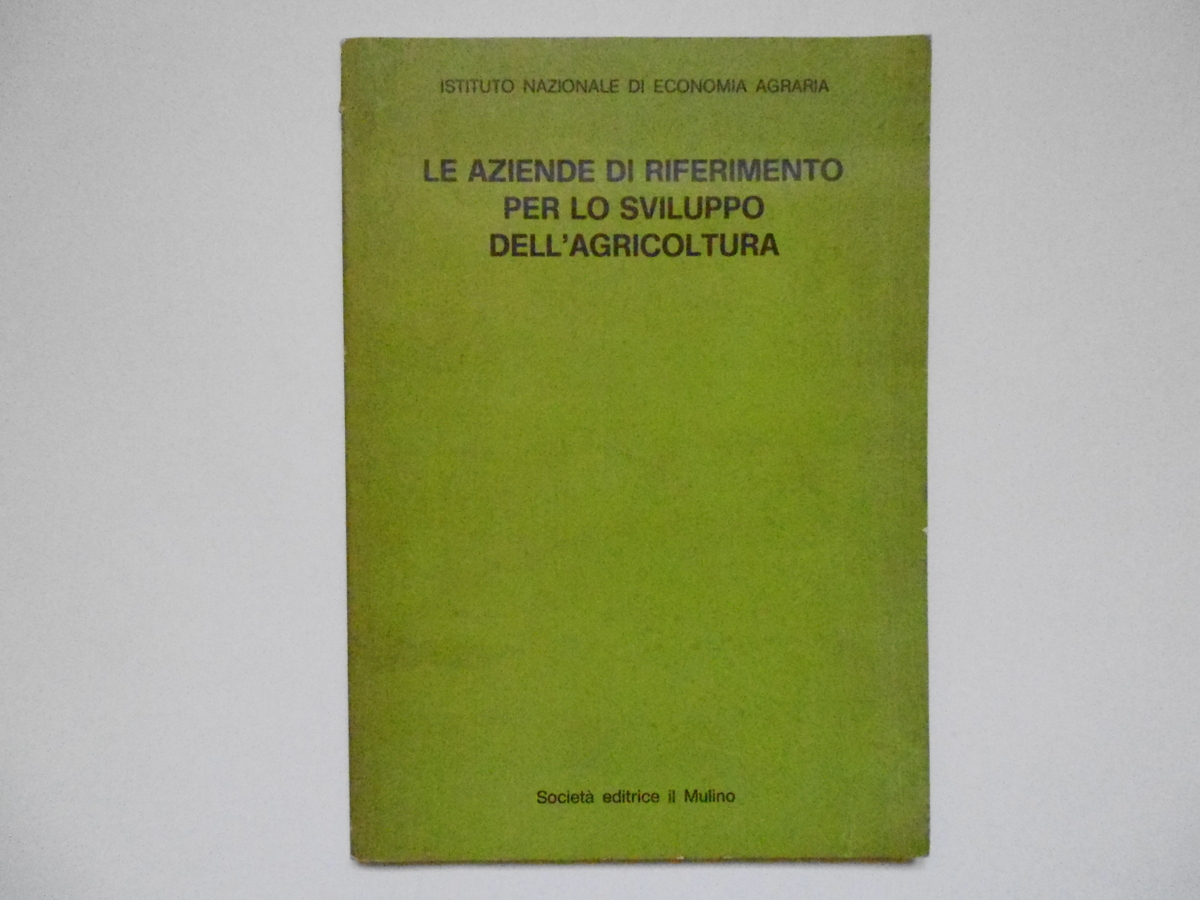 ISTITUTO NAZIONALE DI ECONOMIA AGRARIA
LE AZIENDE DI RIFERIMENTO
PER LO SVILUPPO
DELL'AGRICOLTURA
Società editrice il Mulino